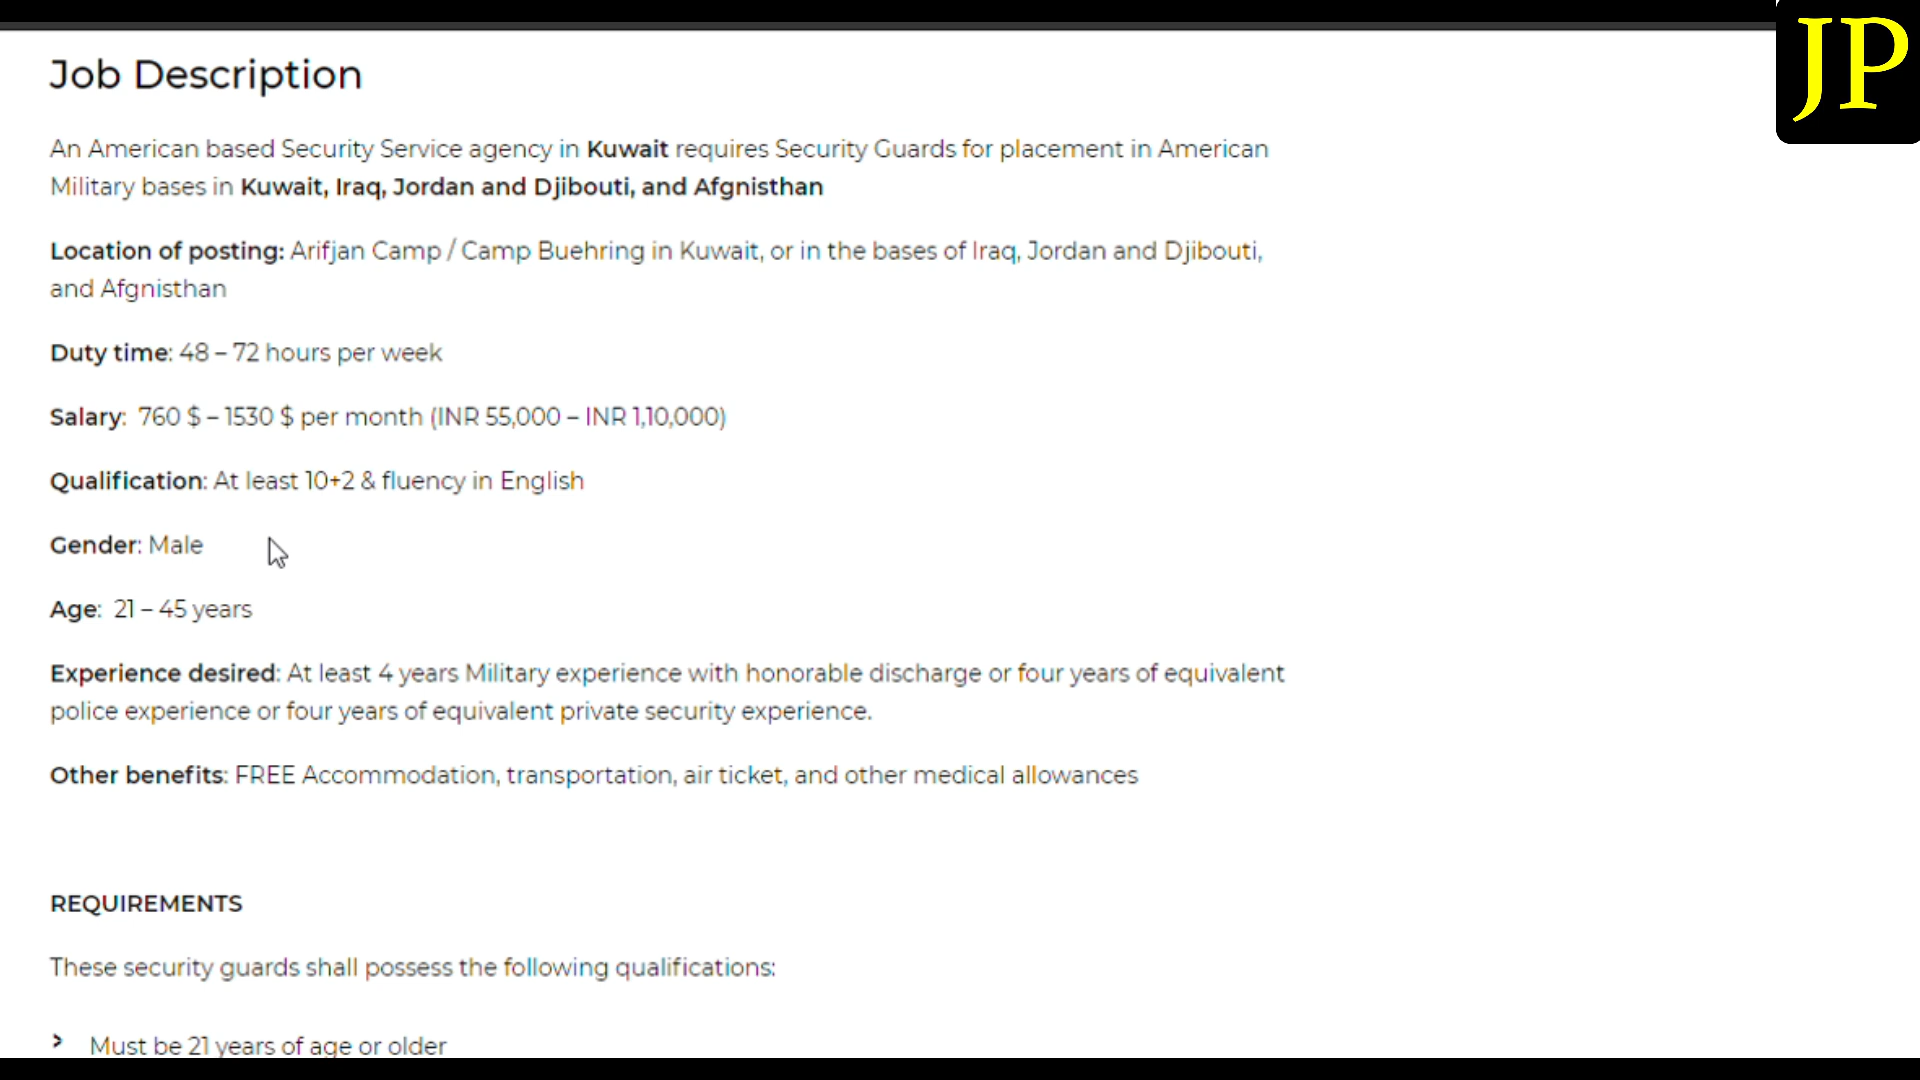 JP
Job Description
An American based Security Service agency in Kuwait requires Security Guards for placement in American
Military bases in Kuwait, Iraq, Jordan and Djibouti, and Afgnisthan
Location of posting: Arifjan Camp / Camp Buehring in Kuwait, or in the bases of Iraq, Jordan and Djibouti,
and Afgnisthan
Duty time: 48 – 72 hours per week
Salary: 760 $ – 1530 $ per month (INR 55,000 – INR 1,10,000)
Qualification: At least 10+2 & fluency in English
Gender: Male
Age: 21 – 45 years
Experience desired: At least 4 years Military experience with honorable discharge or four years of equivalent
police experience or four years of equivalent private security experience.
Other benefits: FREE Accommodation, transportation, air ticket, and other medical allowances
REQUIREMENTS
These security guards shall possess the following qualifications:
Must be 21 years of age or older